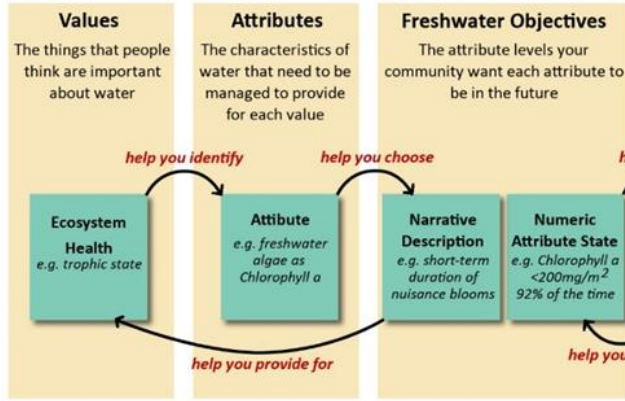 Values
The things that people
think are important
about water
Attributes
The characteristics of
water that need to be
managed to provide
for each value
Freshwater Objectives
The attribute levels your
community want each attribute to
be in the future
help you identify
help you choose
Ecosystem
Health
e.g. trophic state
Attibute
e.g. freshwater
algae as
Chlorophyll a
Narrative
Description
e.g. short-term
duration of
nuisance blooms
Numeric
Attribute State
e.g. Chlorophyll a
<200mg/m²
92% of the time
help you provide for
help you